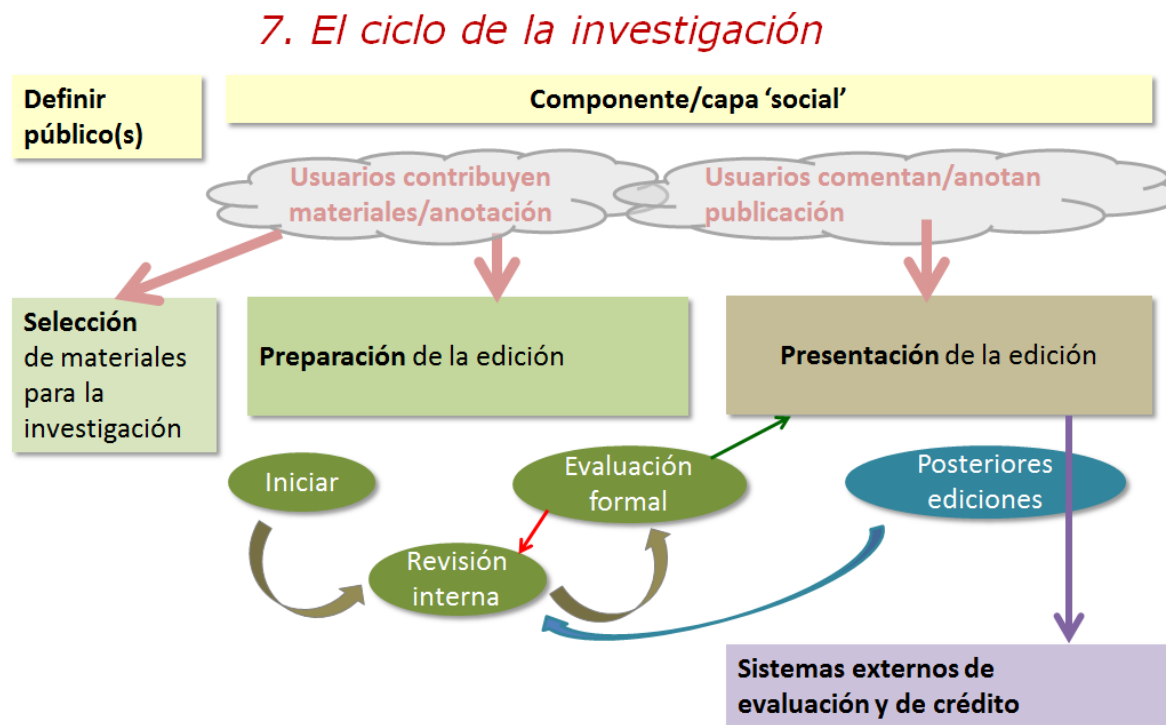 7. El ciclo de la investigación
Definir
público(s)
Componente/capa ‘social’
Usuarios contribuyen
materiales/anotación
Usuarios comentan/anotan
publicación
Selección
de materiales
para la
investigación
Preparación de la edición
Presentación de la edición
Iniciar
Evaluación
formal
Posteriores
ediciones
Revisión
interna
Sistemas externos de
evaluación y de crédito